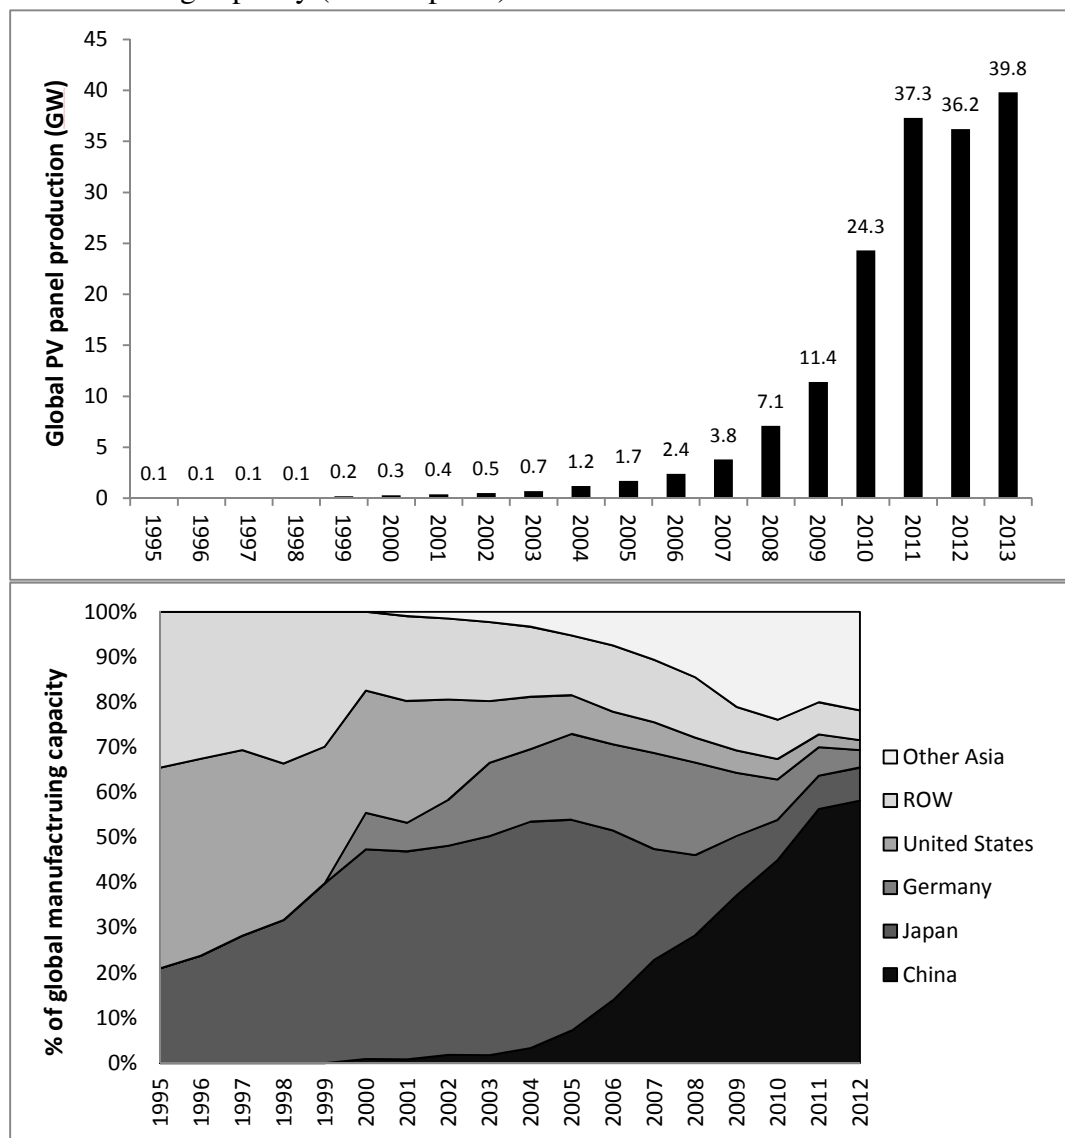 45
40
35
30
25
20
15
10
5
0
Global PV panel production (GW)
0.1 0.1 0.1 0.1 0.2 0.3 0.4 0.5 0.7 1.2 1.7 2.4 3.8 7.1 11.4 24.3 37.3 36.2 39.8
1995 1996 1997 1998 1999 2000 2001 2002 2003 2004 2005 2006 2007 2008 2009 2010 2011 2012 2013
100%
90%
80%
70%
60%
50%
40%
30%
20%
10%
0%
% of global manufactruing capacity
1995 1996 1997 1998 1999 2000 2001 2002 2003 2004 2005 2006 2007 2008 2009 2010 2011 2012
Other Asia
ROW
United States
Germany
Japan
China